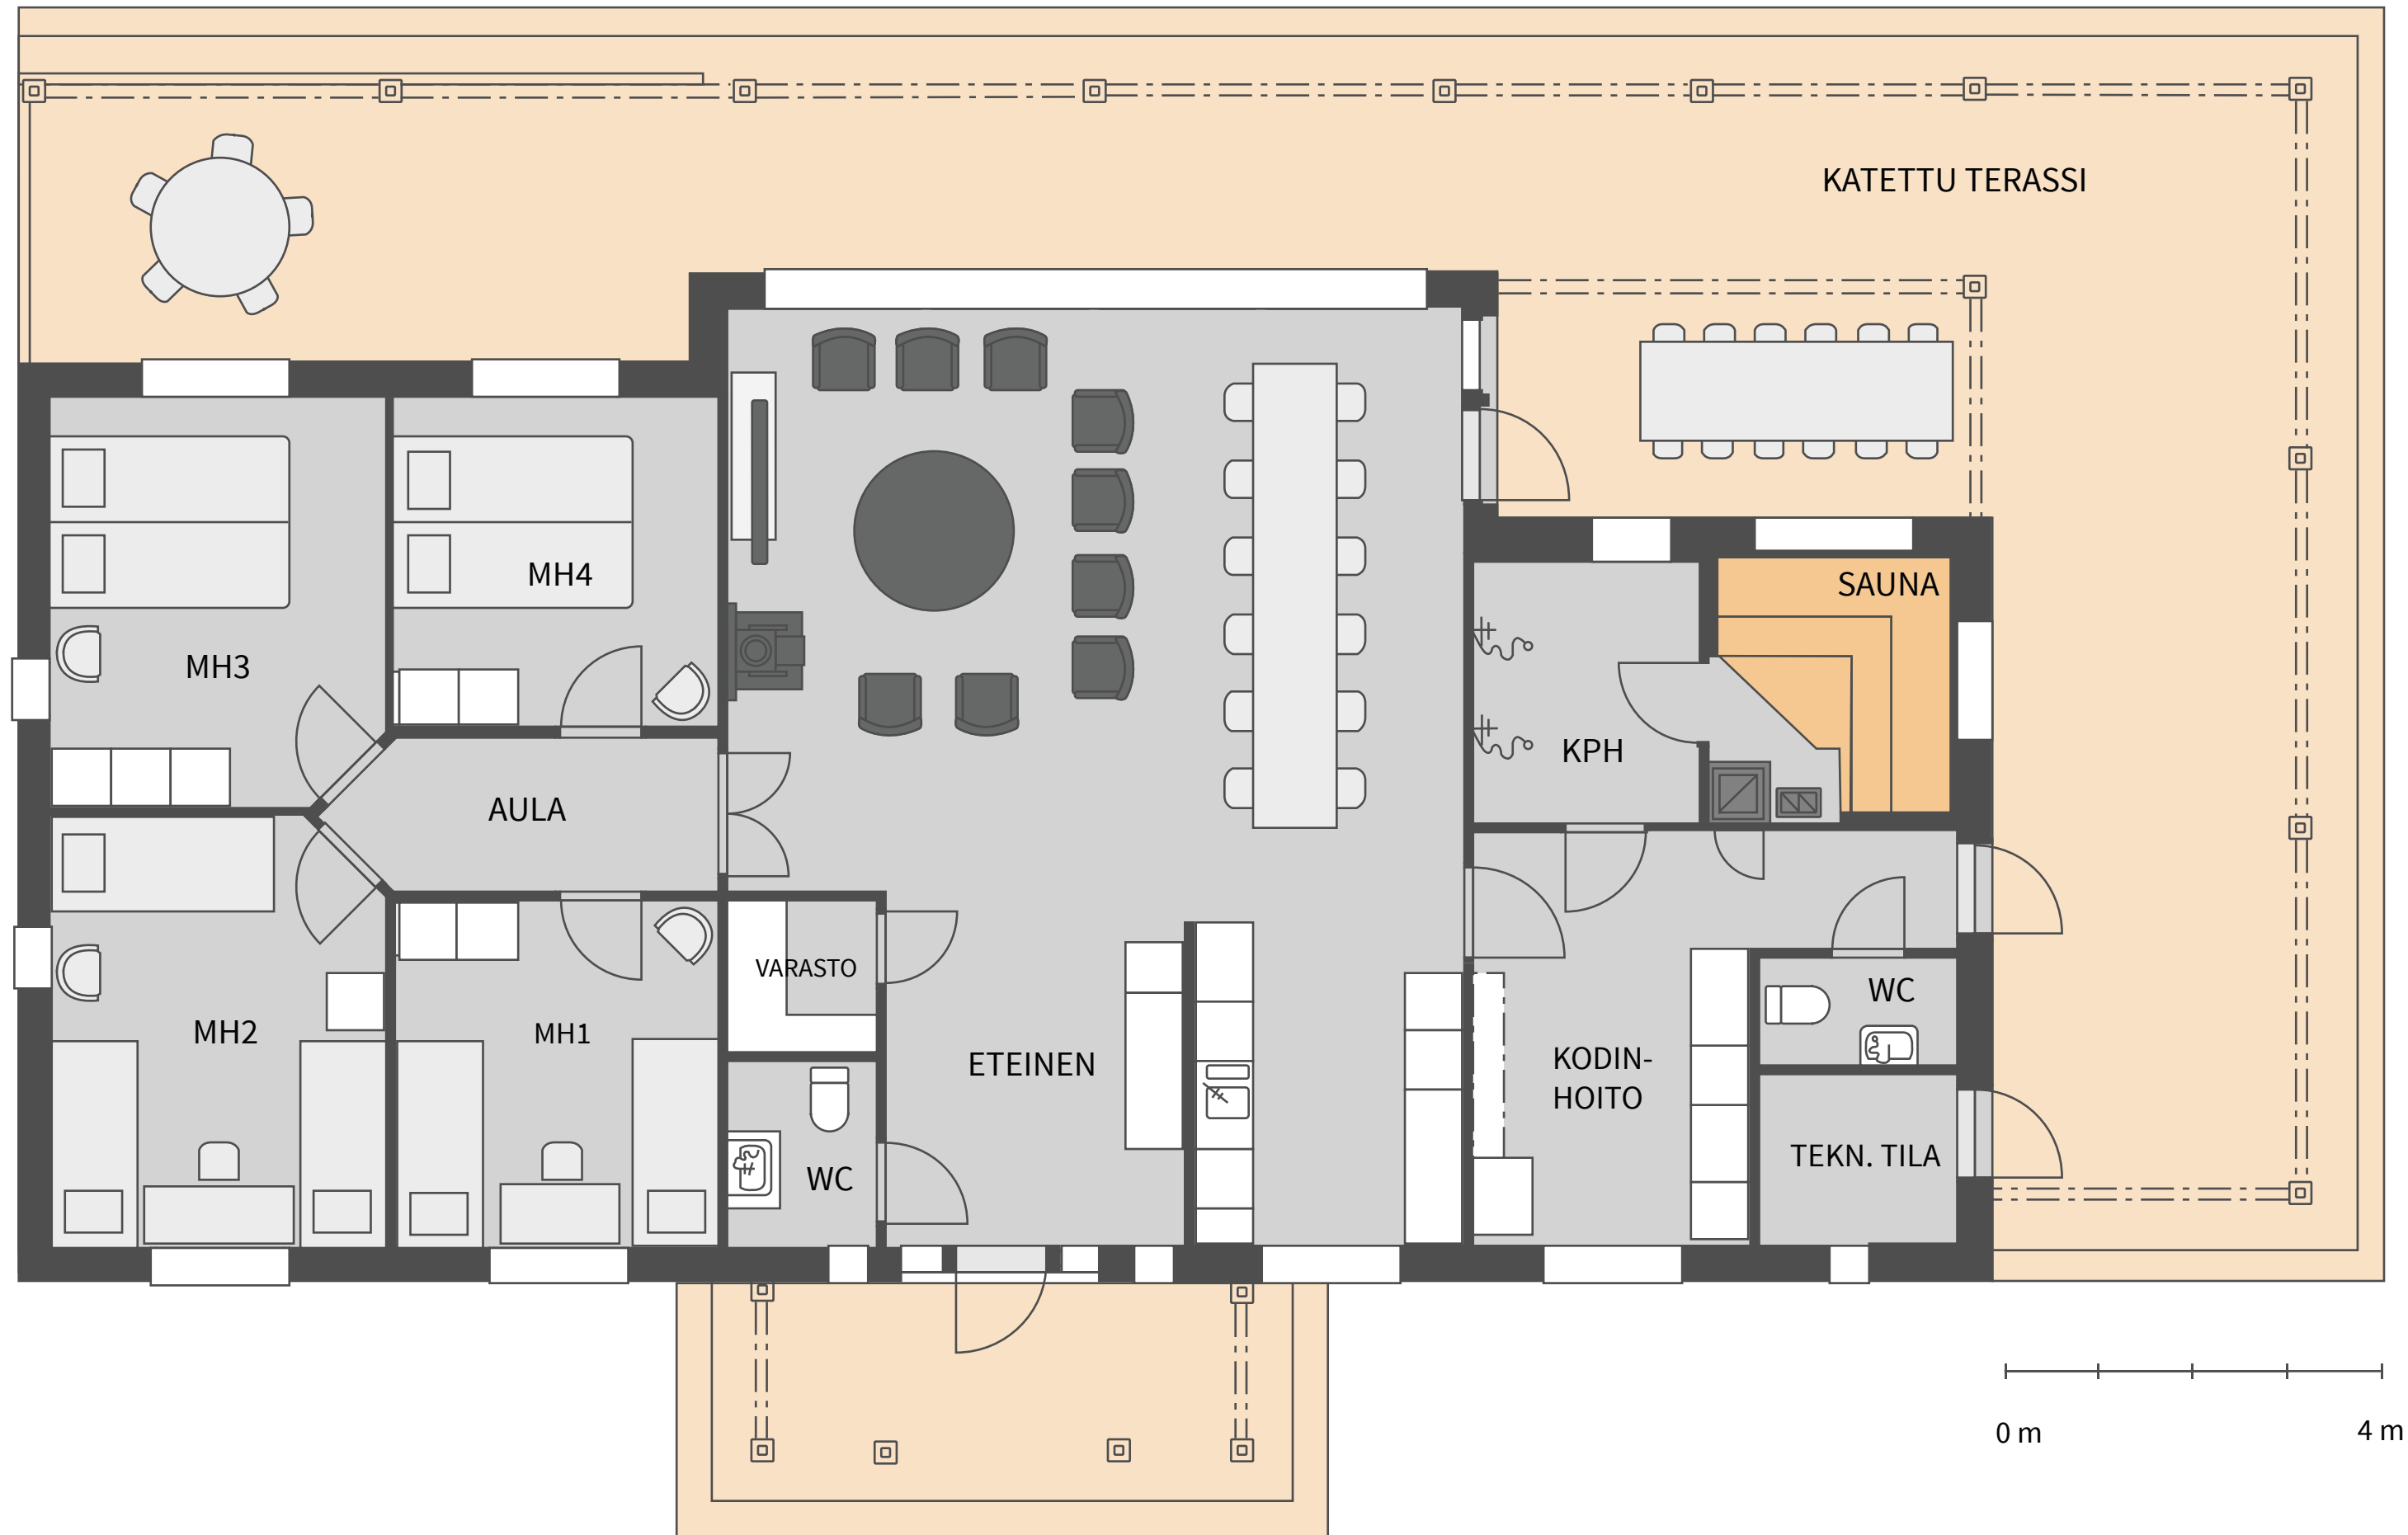 KATETTU TERASSI
MH4
SAUNA
MH3
KPH
AULA
VARASTO
WC
MH2
MH1
ETEINEN
KODIN-
HOITO
TEKN. TILA
WC
0 m
4 m